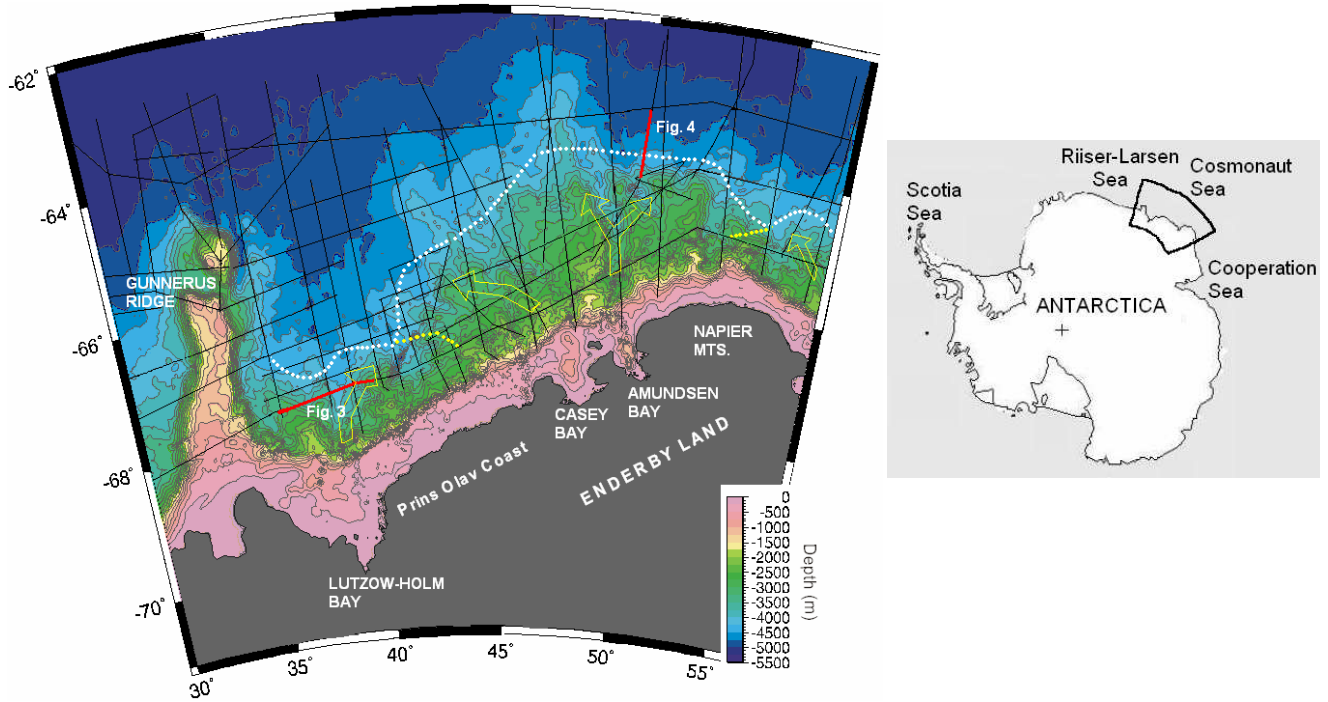 -62°
-64°
-66°
-68°
-70°
30°
35°
40°
45°
50°
55°
Fig. 4
GUNNERUS
RIDGE
Fig. 3
NAPIER
MTS.
AMUNDSEN
BAY
CASEY
BAY
Prins Olav Coast
ENDERBY LAND
LUTZOW-HOLM
BAY
0
-500
-1000
-1500
-2000
-2500
-3000
-3500
-4000
-4500
-5000
-5500
Depth (m)
Riiser-Larsen
Sea
Cosmonaut
Sea
Scotia
Sea
Cooperation
Sea
ANTARCTICA